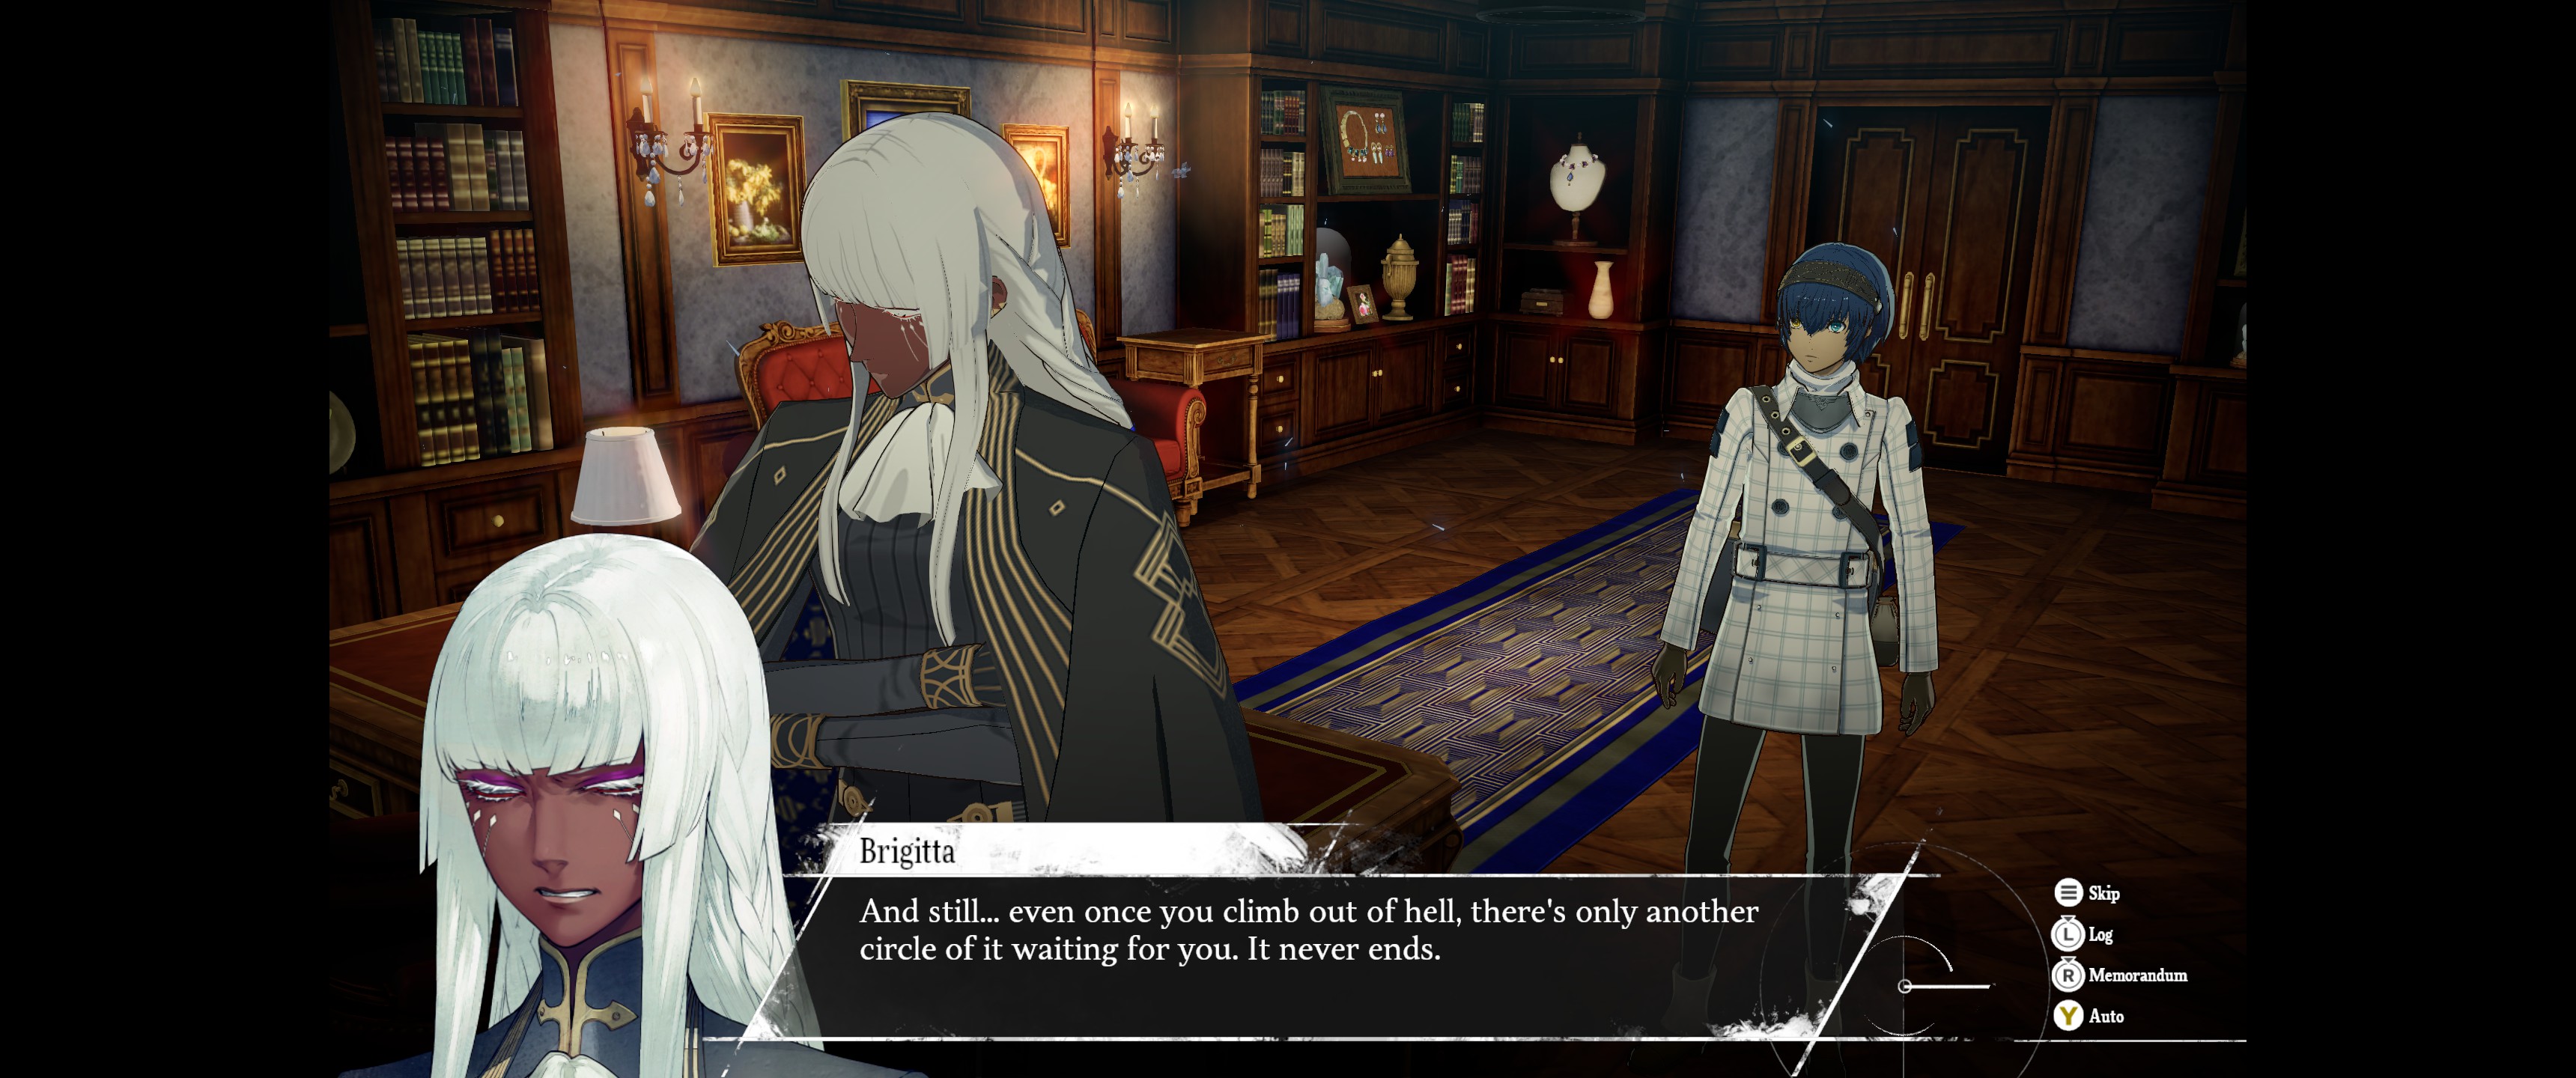 Brigitta
And still... even once you climb out of hell, there's only another
circle of it waiting for you. It never ends.
Skip
L Log
R Memorandum
Y Auto